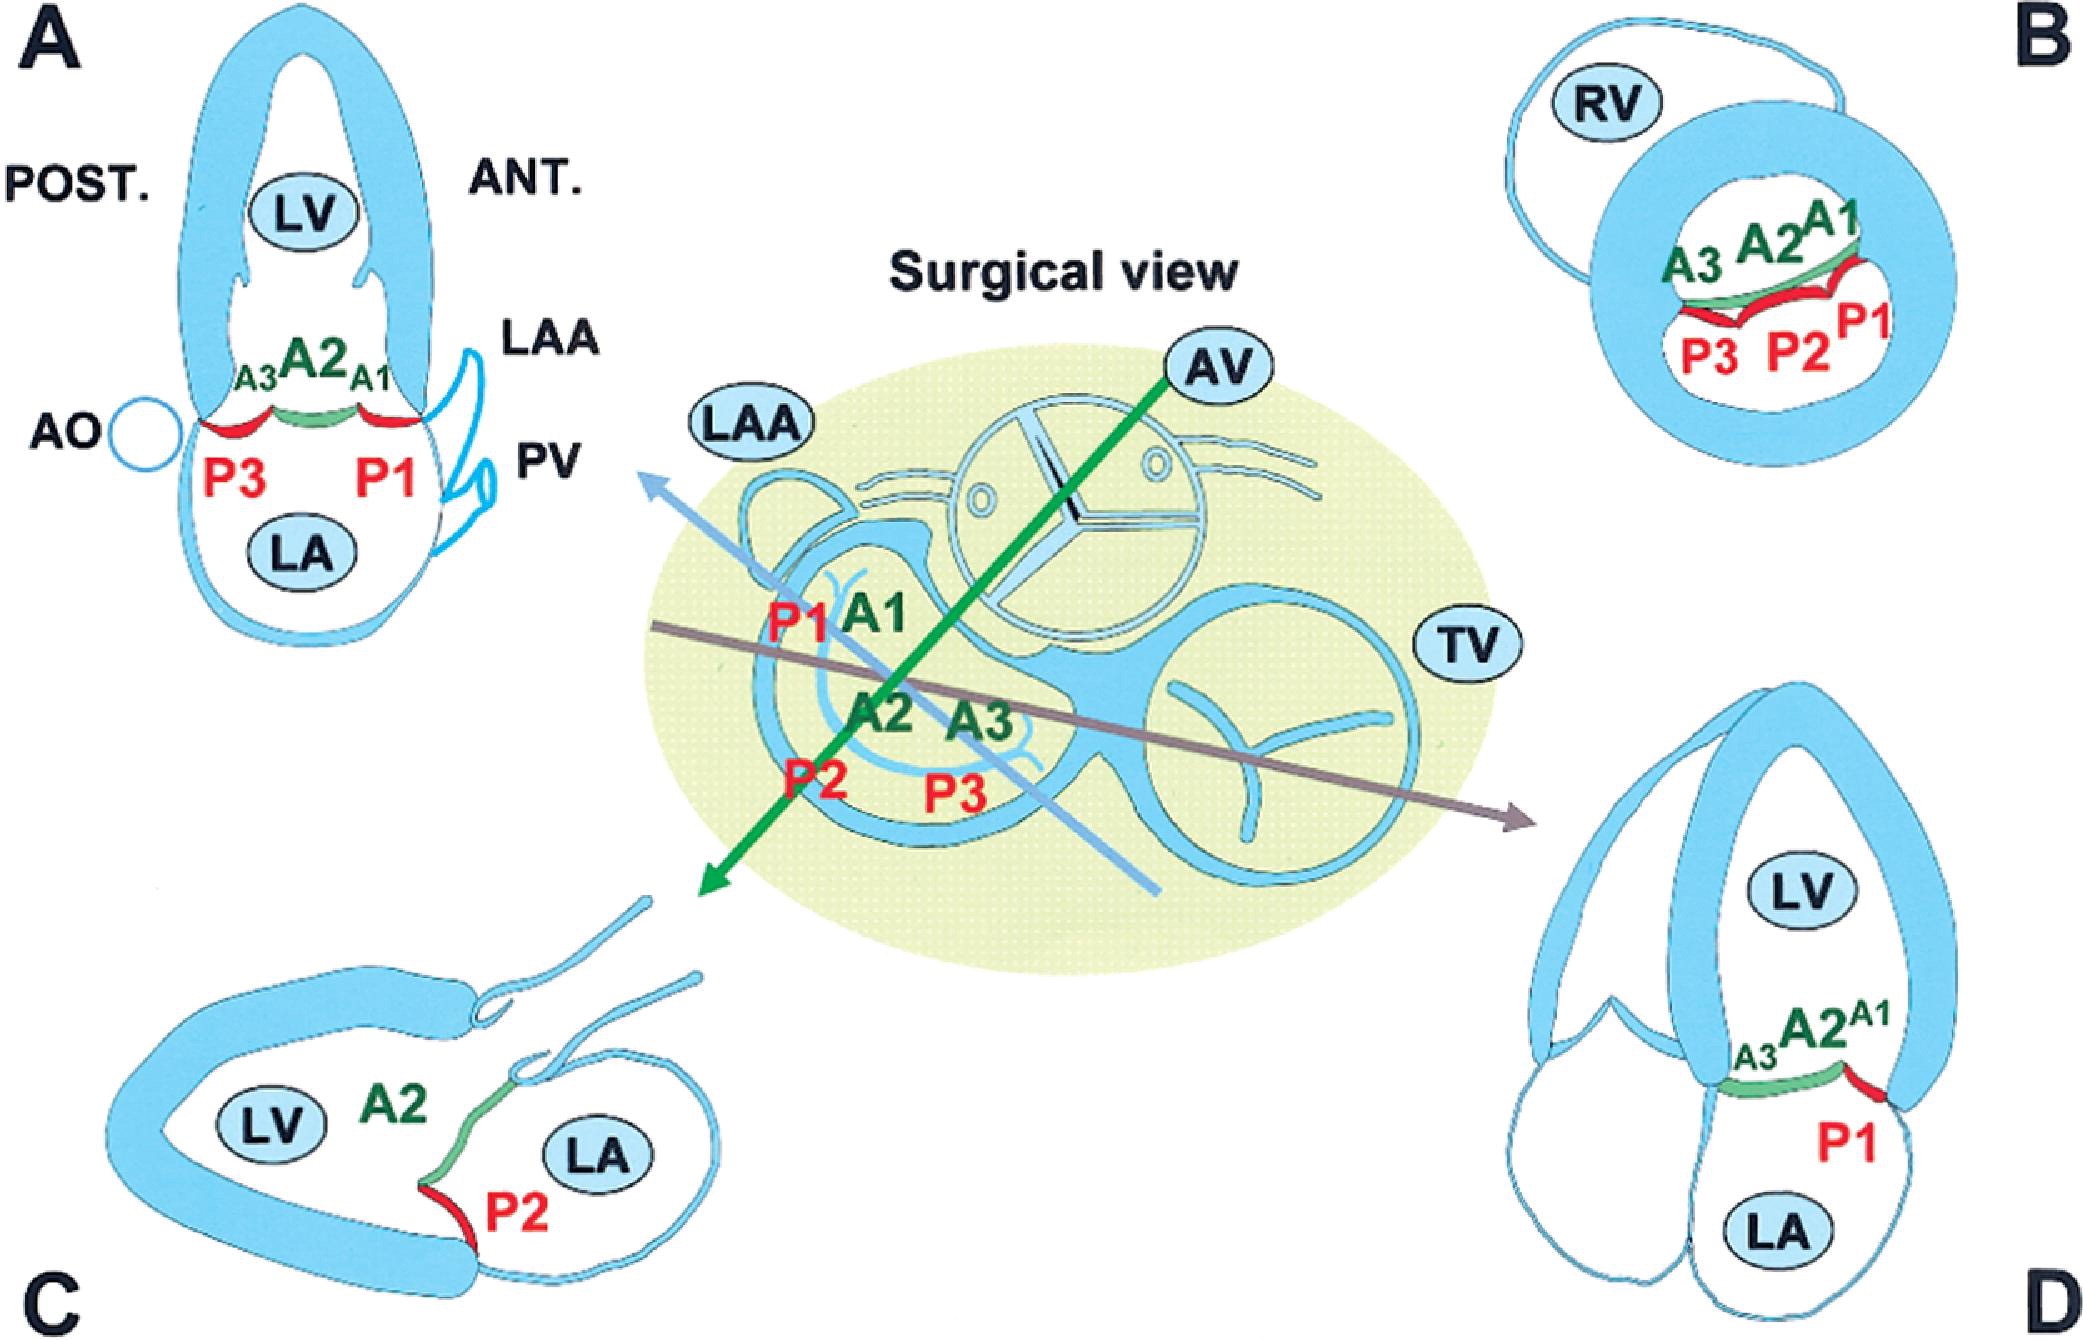 A
POST.
LV
ANT.
LAA
A3 A2 A1
AO
P3 P1
PV
LA
B
RV
A3 A2 A1
P3 P2 P1
Surgical view
AV
LAA
P1 A1
TV
A2 A3
P2 P3
LV A2
LA
P2
C
LV
A3 A2 A1
P1
LA
D